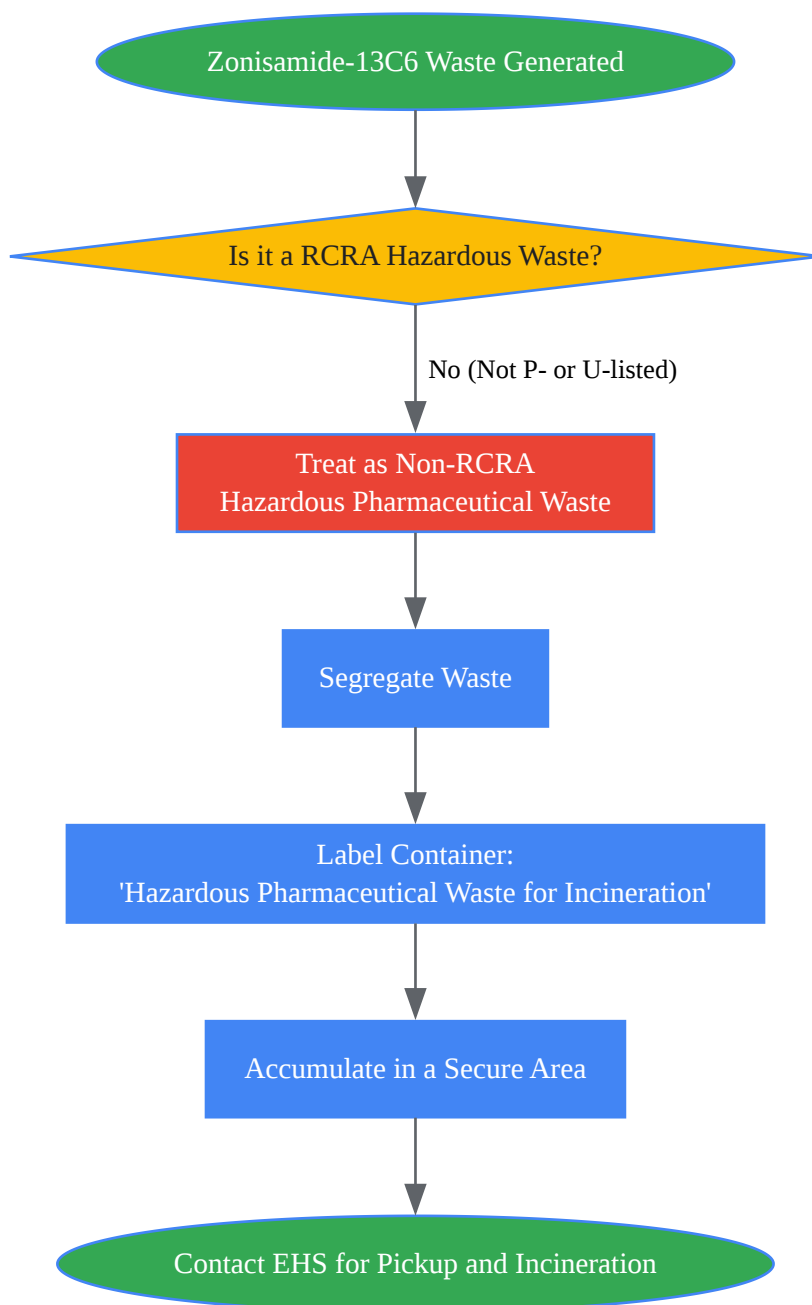 Zonisamide-13C6 Waste Generated
Is it a RCRA Hazardous Waste?
No (Not P- or U-listed)
Treat as Non-RCRA
Hazardous Pharmaceutical Waste
Segregate Waste
Label Container:
'Hazardous Pharmaceutical Waste for Incineration'
Accumulate in a Secure Area
Contact EHS for Pickup and Incineration